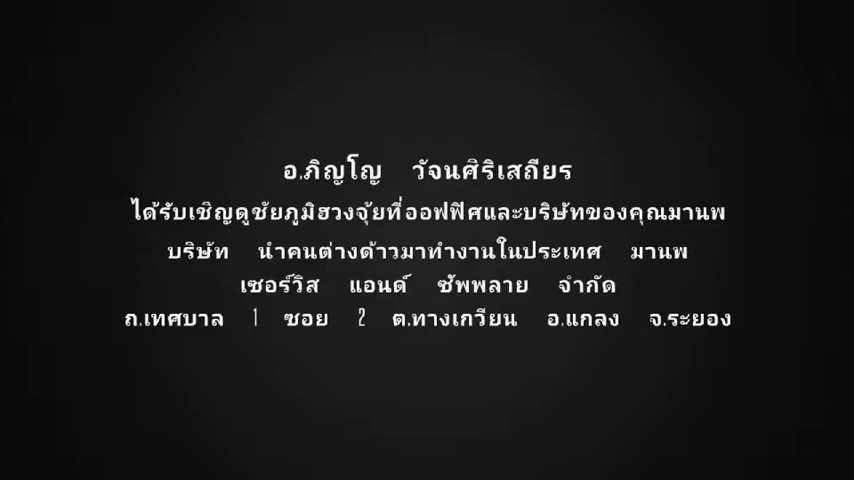 อ.ภิญโญ วัจนศิริเสถียร
ได้รับเชิญดูชัยภูมิฮวงจุ้ยที่ออฟฟิศและบริษัทของคุณมานพ
บริษัท นำคนต่างด้าวมาทำงานในประเทศ มานพ
เซอร์วิส แอนด์ ซัพพลาย จำกัด
ถ.เทศบาล 1 ซอย 2 ต.ทางเกวียน อ.แกลง จ.ระยอง